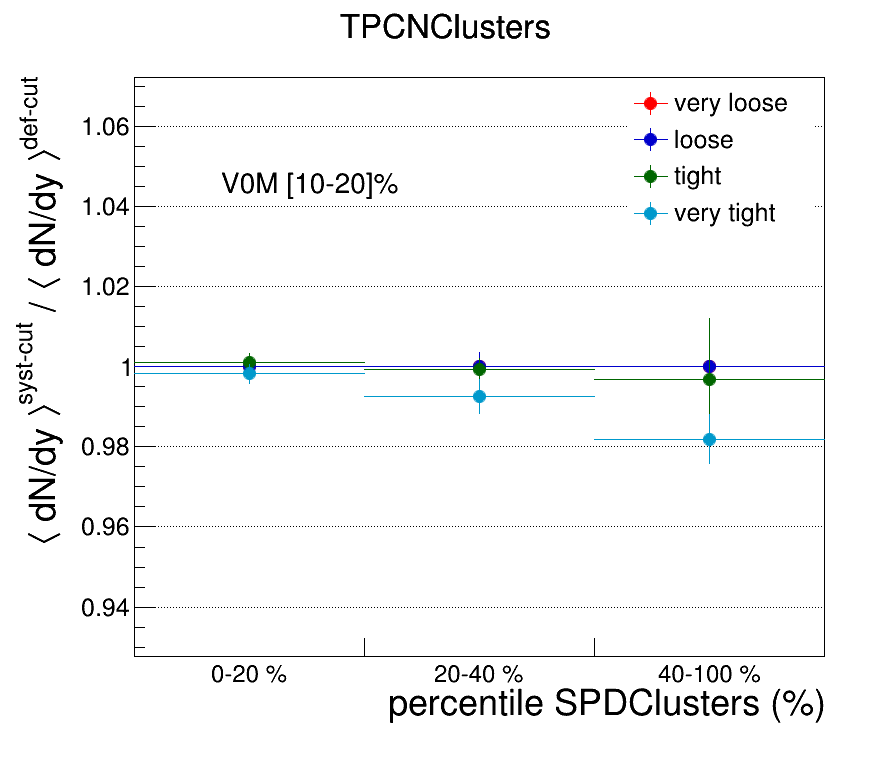 TPCNClusters
⟨ dN/dy ⟩^syst-cut / ⟨ dN/dy ⟩^def-cut
1.06
1.04
1.02
1
0.98
0.96
0.94
V0M [10-20]%
very loose
loose
tight
very tight
0-20 % 20-40 % 40-100 %
percentile SPDClusters (%)